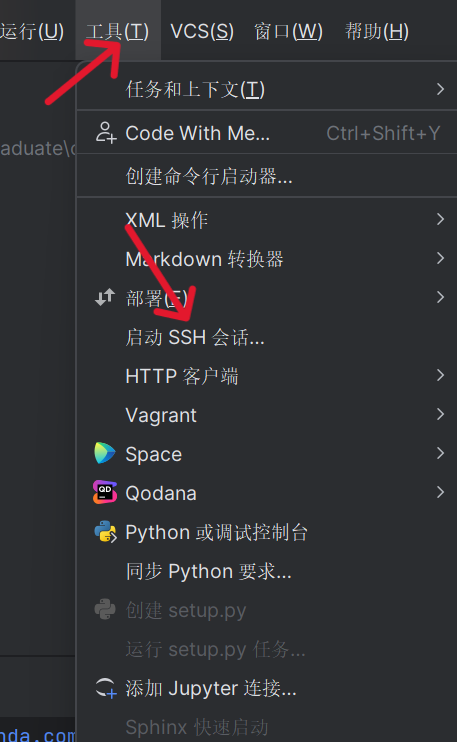 运行(U) 工具(T) VCS(S) 窗口(W) 帮助(H)
任务和上下文(T)
Code With Me... Ctrl+Shift+Y
aduate\
创建命令行启动器...
XML 操作
Markdown 转换器
部署(E)
启动 SSH 会话...
HTTP 客户端
Vagrant
Space
QD
Qodana
Python 或调试控制台
同步 Python 要求...
创建 setup.py
运行 setup.py 任务...
添加 Jupyter 连接...
Sphinx 快速启动
nda.com